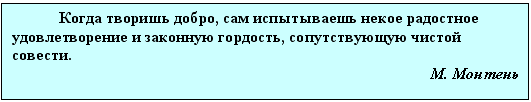 Когда творишь добро, сам испытываешь некое радостное
удовлетворение и законную гордость, сопутствующую чистой
совести.
М. Монтень